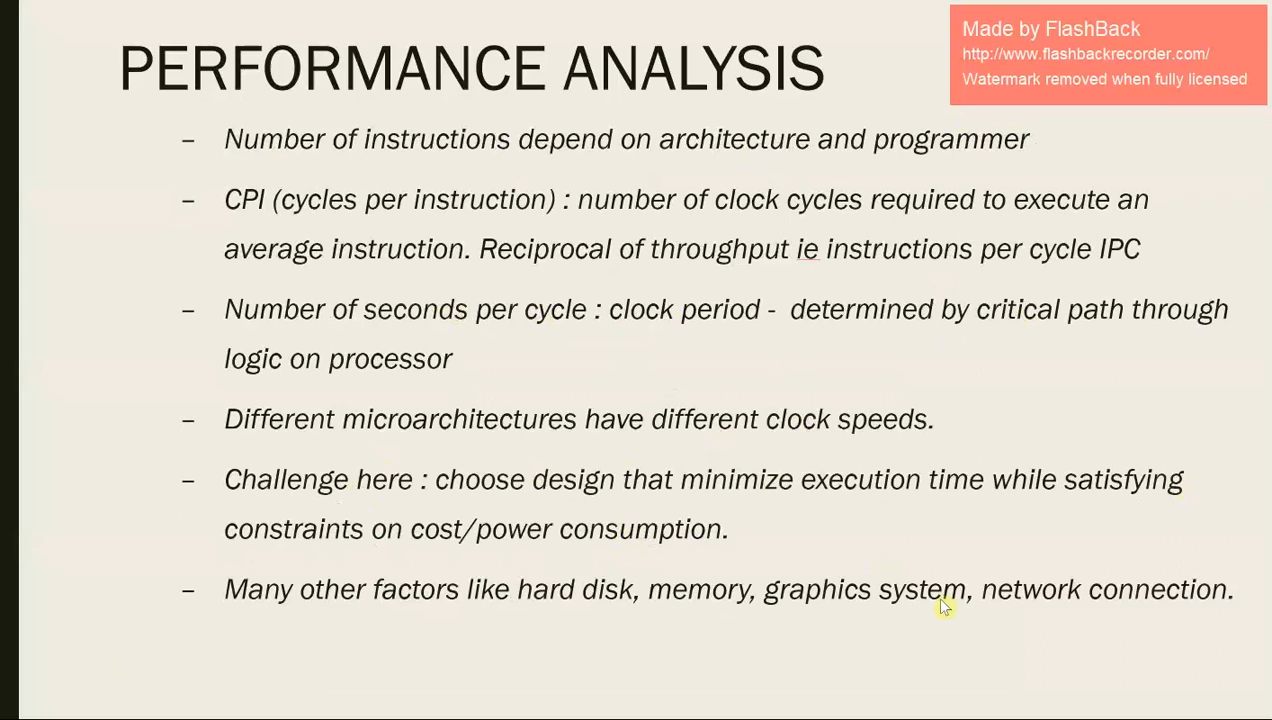 PERFORMANCE ANALYSIS
Made by FlashBack
http://www.flashbackrecorder.com/
Watermark removed when fully licensed
– Number of instructions depend on architecture and programmer
– CPI (cycles per instruction) : number of clock cycles required to execute an
average instruction. Reciprocal of throughput ie instructions per cycle IPC
– Number of seconds per cycle : clock period - determined by critical path through
logic on processor
– Different microarchitectures have different clock speeds.
– Challenge here : choose design that minimize execution time while satisfying
constraints on cost/power consumption.
– Many other factors like hard disk, memory, graphics system, network connection.